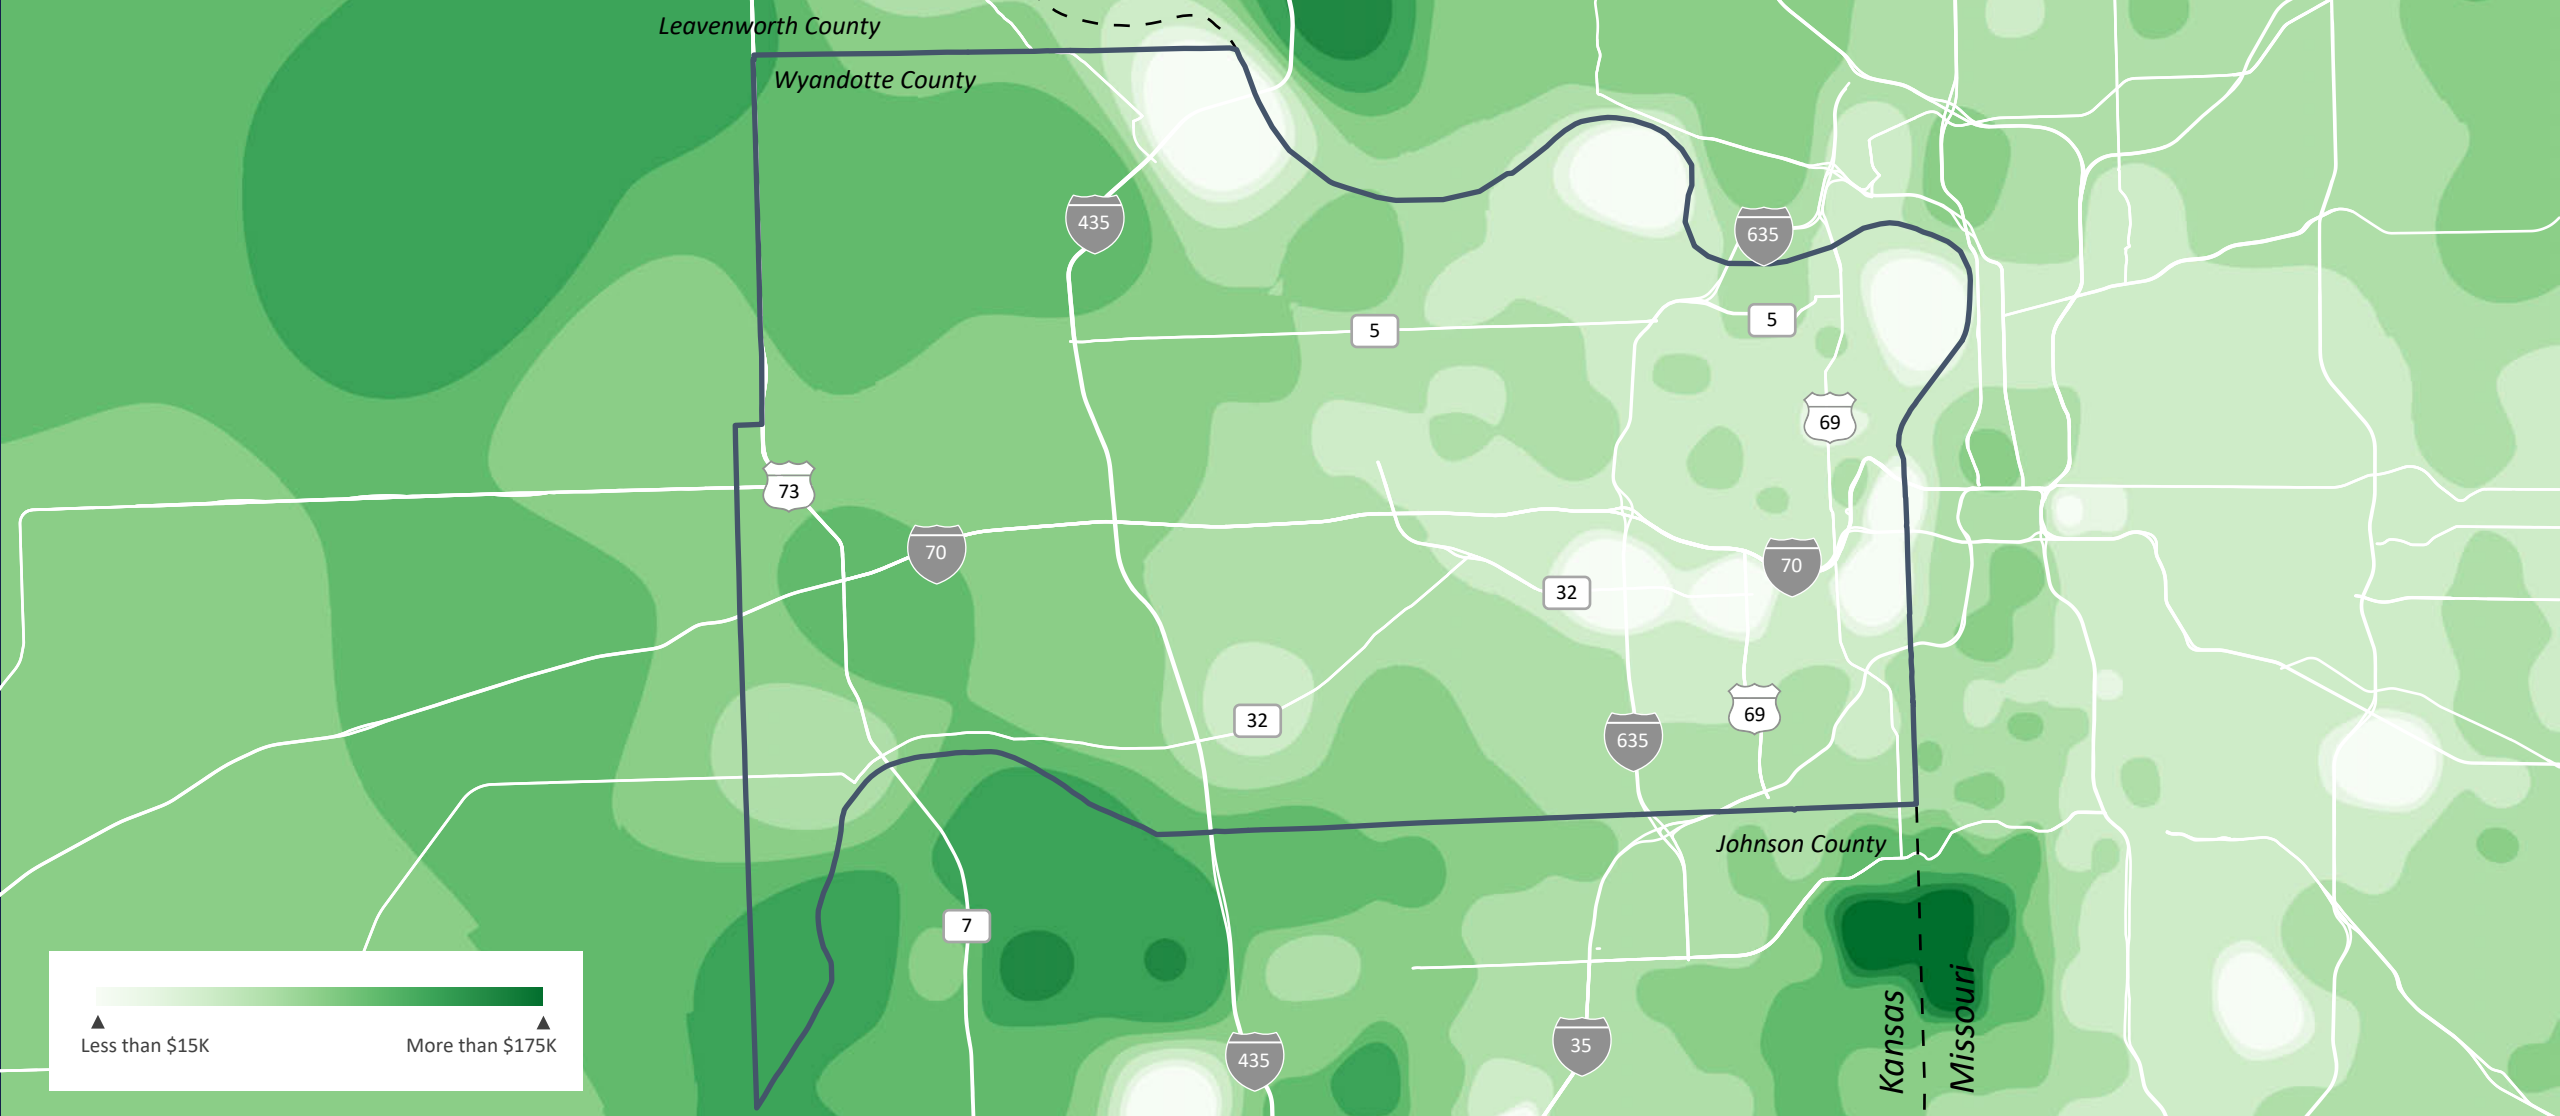 Leavenworth County
Wyandotte County
435
635
5
5
69
73
70
70
32
32
69
635
Johnson County
7
435
35
Kansas
Missouri
Less than $15K
More than $175K